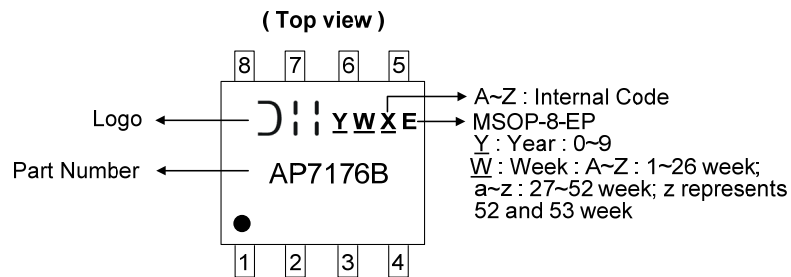 ( Top view )
8 7 6 5
Logo
Y W X E
A~Z : Internal Code
MSOP-8-EP
Y : Year : 0~9
W : Week : A~Z : 1~26 week;
a~z : 27~52 week; z represents
52 and 53 week
Part Number
AP7176B
1 2 3 4